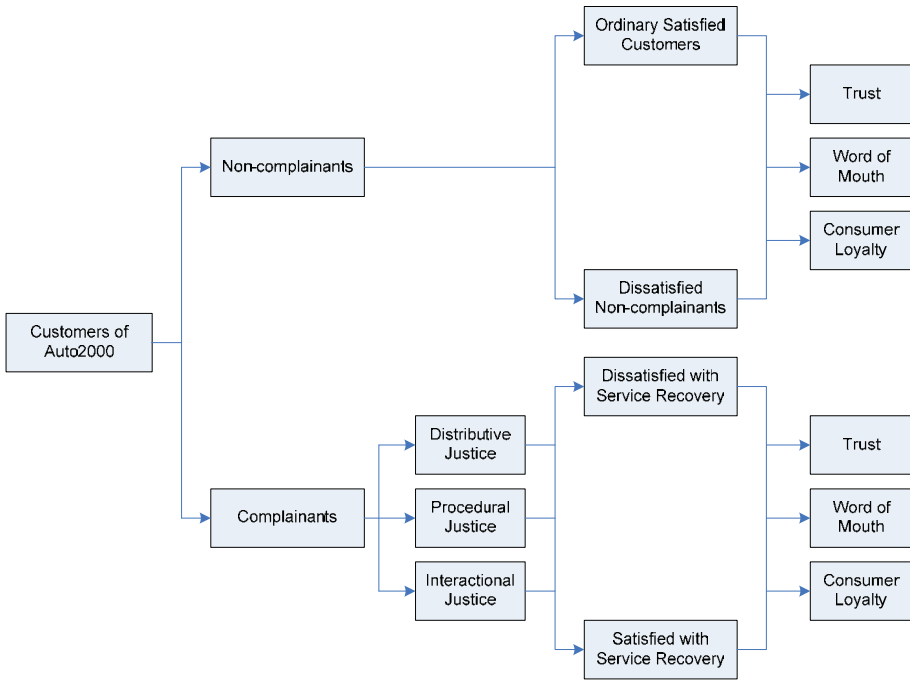 Ordinary Satisfied
Customers
Trust
Non-complainants
Word of
Mouth
Consumer
Loyalty
Dissatisfied
Non-complainants
Customers of
Auto2000
Dissatisfied with
Service Recovery
Distributive
Justice
Trust
Complainants
Procedural
Justice
Word of
Mouth
Interactional
Justice
Consumer
Loyalty
Satisfied with
Service Recovery